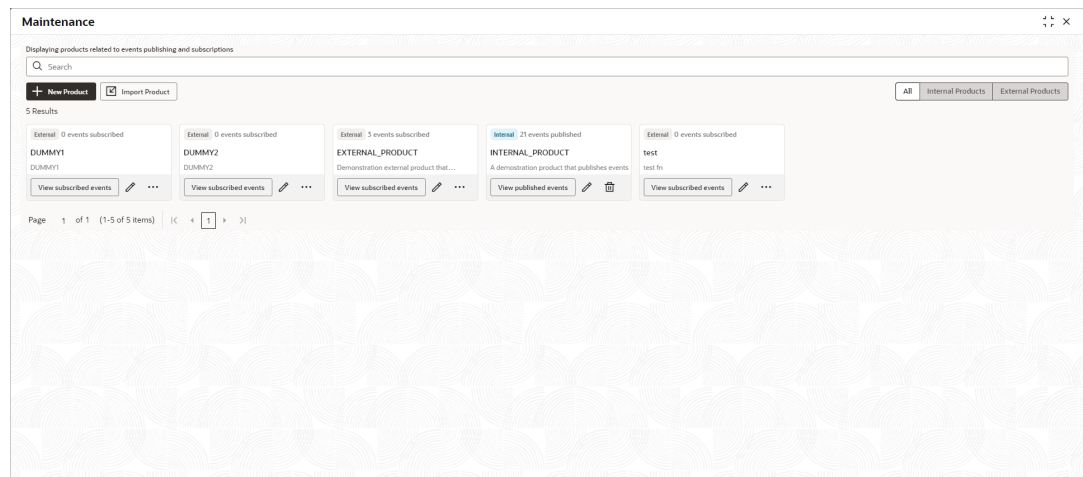 Maintenance
Displaying products related to events publishing and subscriptions
Search
New Product Import Product All Internal Products External Products
5 Results
External 0 events subscribed External 0 events subscribed External 3 events subscribed Internal 21 events published External 0 events subscribed
DUMMY1 DUMMY2 EXTERNAL_PRODUCT INTERNAL_PRODUCT test
DUMMY1 DUMMY2 Demonstration external product that... A demostration product that publishes events test fn
View subscribed events View subscribed events View subscribed events View published events View subscribed events
Page 1 of 1 (1-5 of 5 items) 1